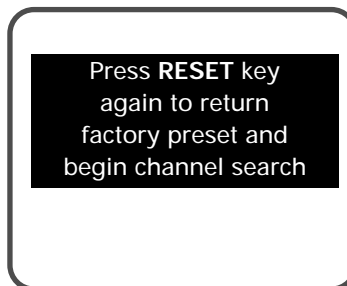 Press RESET key
again to return
factory preset and
begin channel search